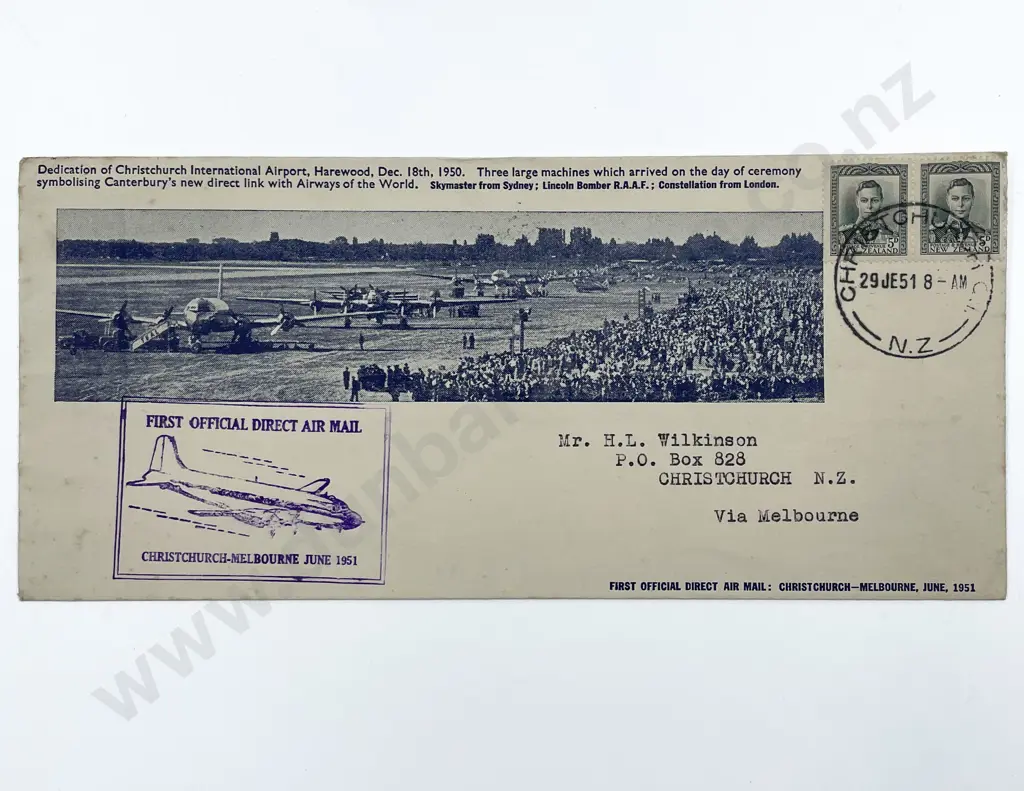 Dedication of Christchurch International Airport, Harewood, Dec. 18th, 1950. Three large machines which arrived on the day of ceremony
symbolising Canterbury's new direct link with Airways of the World. Skymaster from Sydney; Lincoln Bomber R.A.A.F.; Constellation from London.
CHRISTCHURCH C.1.
29JE51 8-AM
N.Z
FIRST OFFICIAL DIRECT AIR MAIL
CHRISTCHURCH-MELBOURNE JUNE 1951
Mr. H.L. Wilkinson
P.O. Box 828
CHRISTCHURCH N.Z.
Via Melbourne
FIRST OFFICIAL DIRECT AIR MAIL: CHRISTCHURCH—MELBOURNE, JUNE, 1951